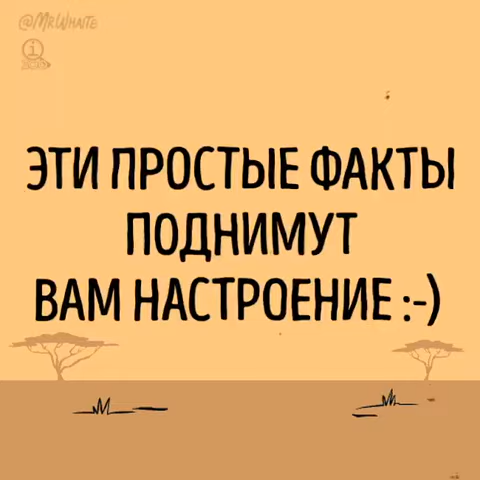 @MrWhaite
ЭТИ ПРОСТЫЕ ФАКТЫ
ПОДНИМУТ
ВАМ НАСТРОЕНИЕ :-)